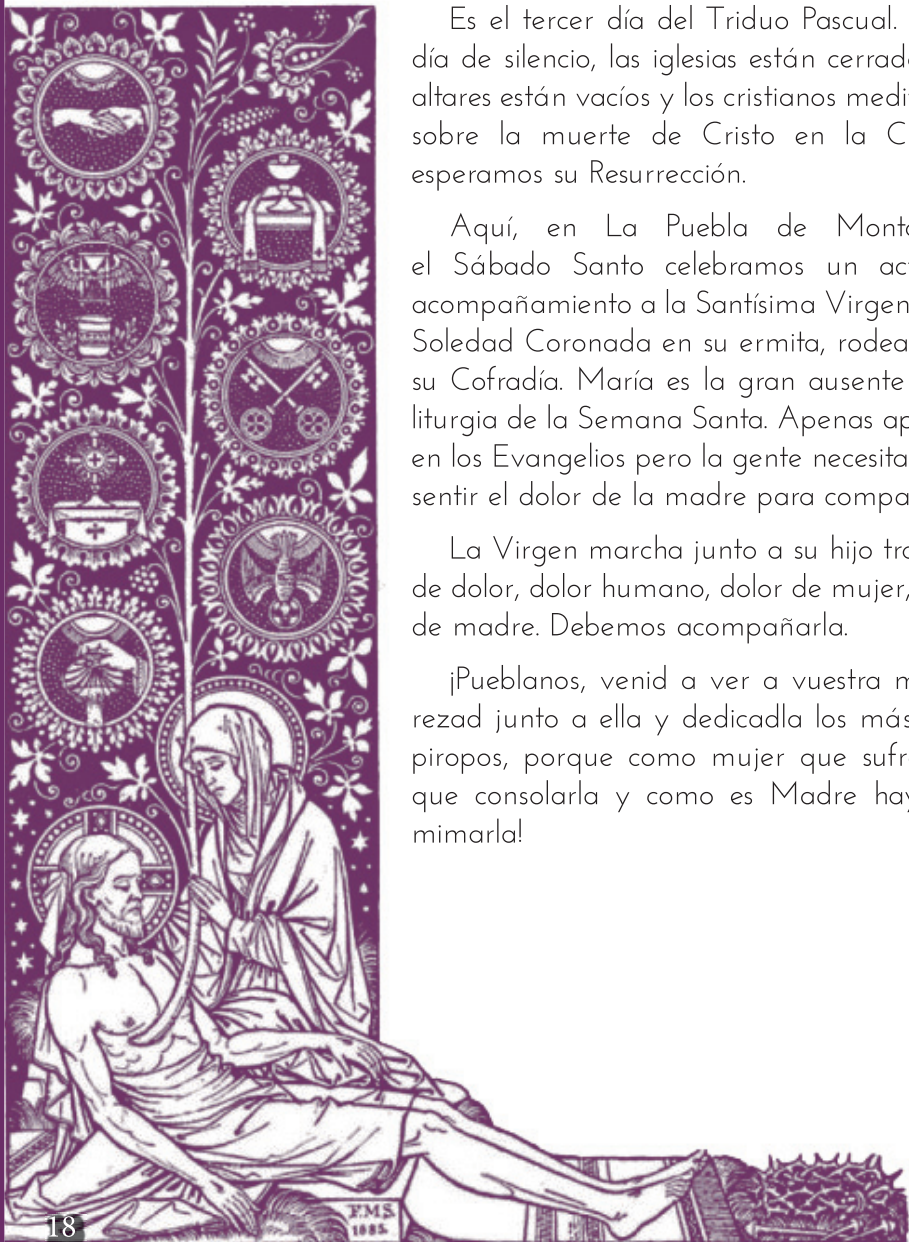 Es el tercer día del Triduo Pascual.
día de silencio, las iglesias están
altares están vacíos y los cristianos
sobre la muerte de Cristo en la
esperamos su Resurrección.
Aquí, en La Puebla de
el Sábado Santo celebramos un
acompañamiento a la Santísima Virgen
Soledad Coronada en su ermita,
su Cofradía. María es la gran ausente
liturgia de la Semana Santa. Apenas
en los Evangelios pero la gente necesita
sentir el dolor de la madre para
La Virgen marcha junto a su hijo
de dolor, dolor humano, dolor de mujer,
de madre. Debemos acompañarla.
¡Pueblanos, venid a ver a vuestra
rezad junto a ella y dedicadla los más
piropos, porque como mujer que
que consolarla y como es Madre hay
mimarla!
F.M.S.
1885
18